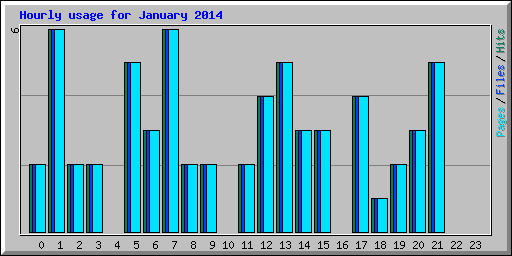 Hourly usage for January 2014
6
Pages/Files/Hits
0 1 2 3 4 5 6 7 8 9 10 11 12 13 14 15 16 17 18 19 20 21 22 23